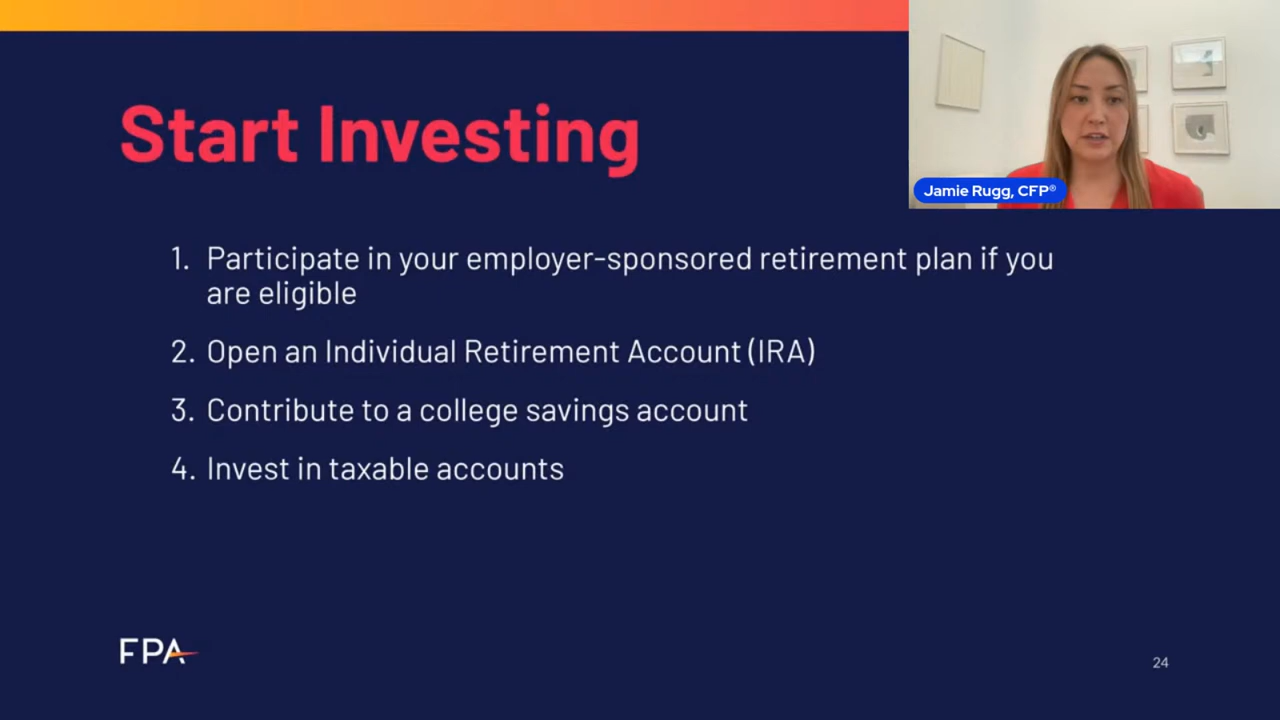 Start Investing
Jamie Rugg, CFP®
1. Participate in your employer-sponsored retirement plan if you
are eligible
2. Open an Individual Retirement Account (IRA)
3. Contribute to a college savings account
4. Invest in taxable accounts
FPA
24